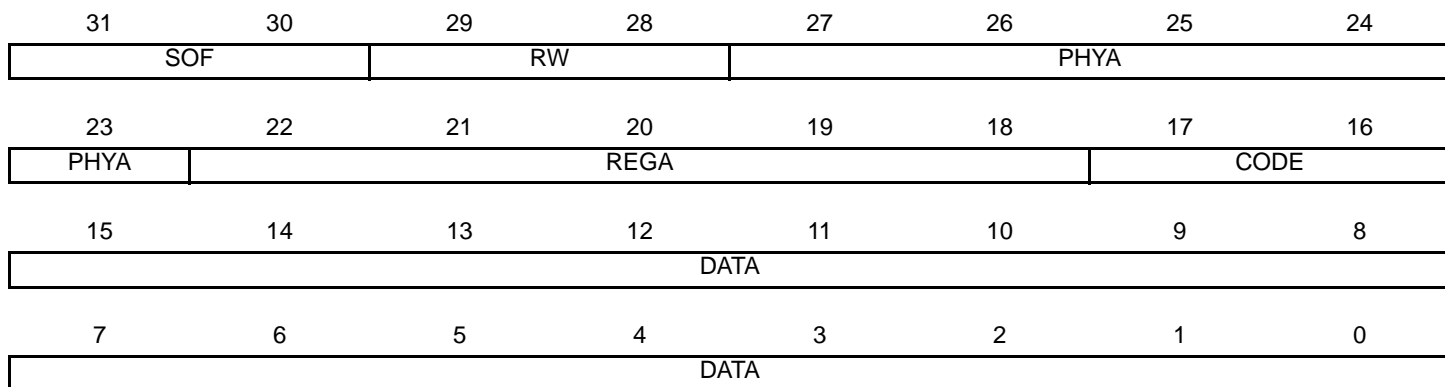 31 30 29 28 27 26 25 24
SOF RW PHYA
23 22 21 20 19 18 17 16
PHYA REGA CODE
15 14 13 12 11 10 9 8
DATA
7 6 5 4 3 2 1 0
DATA